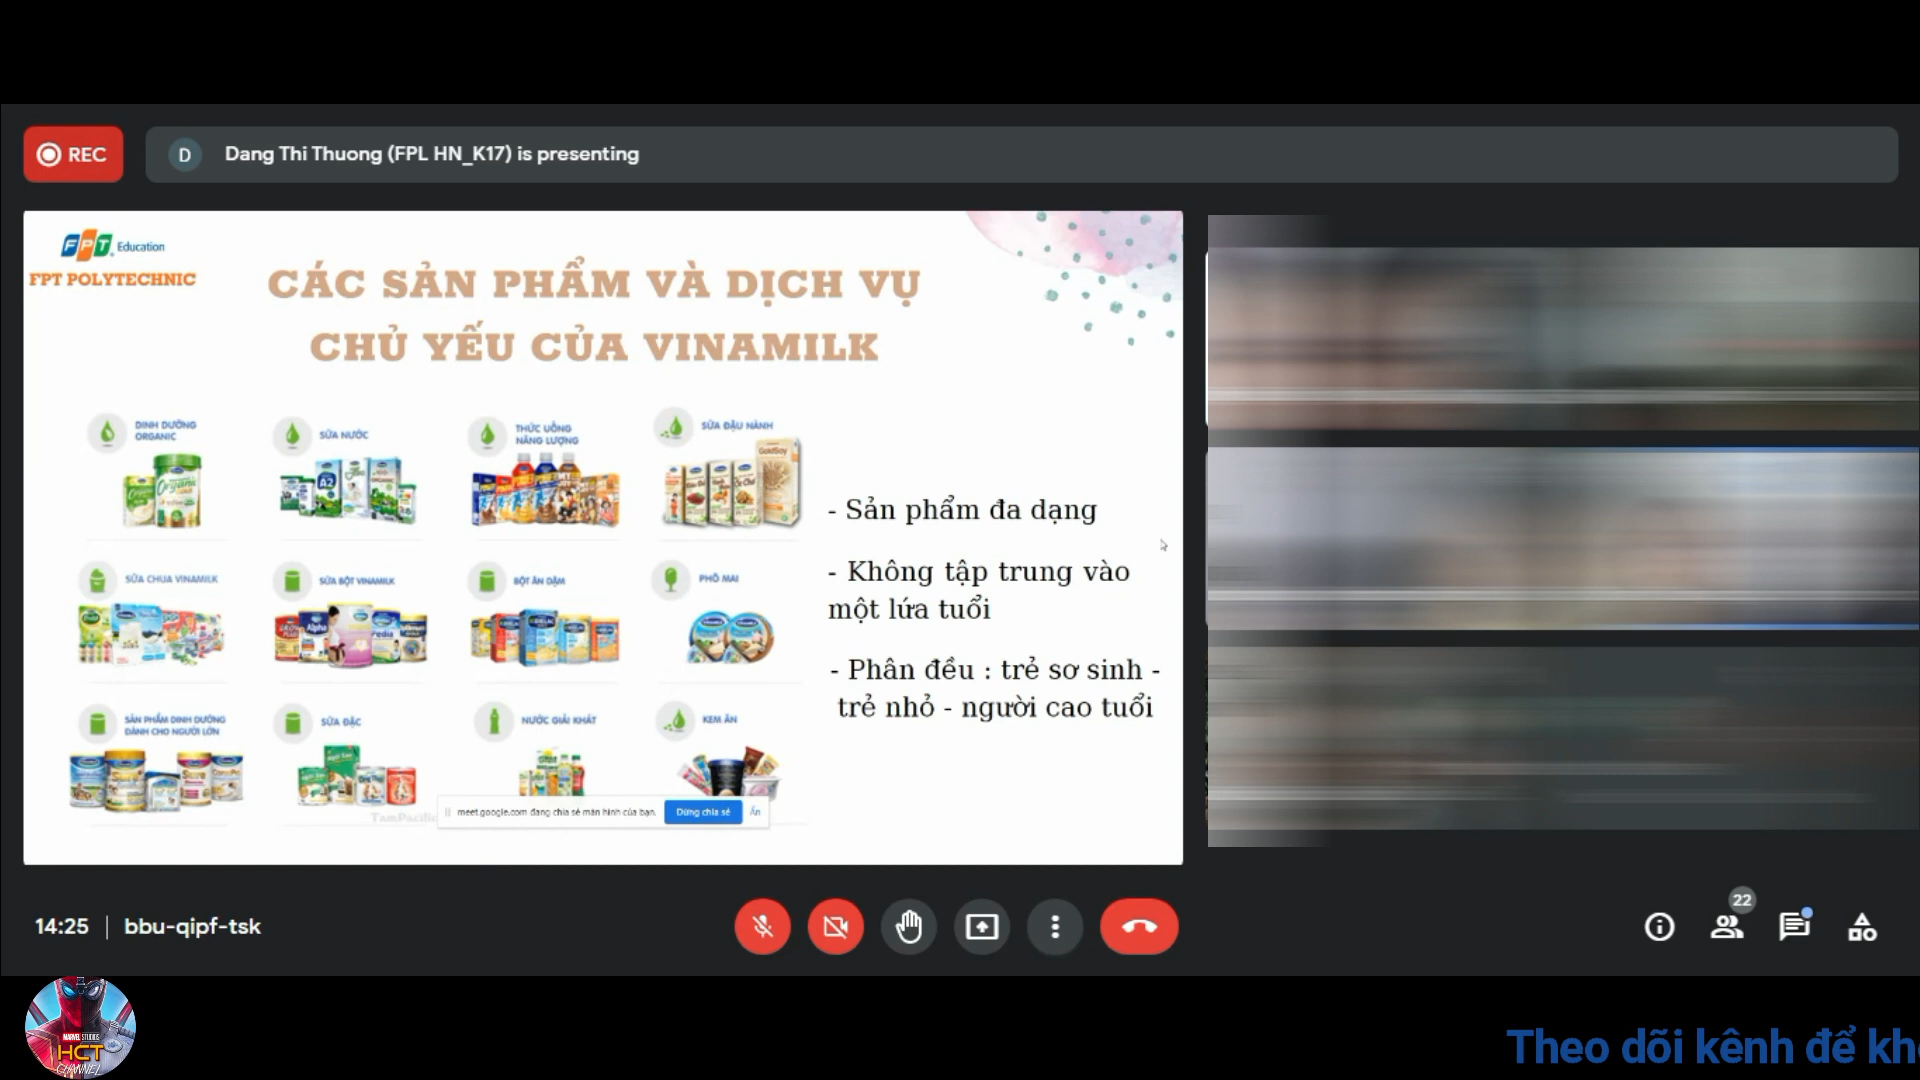 REC
D
Dang Thi Thuong (FPL HN_K17) is presenting
FPT Education
FPT POLYTECHNIC
CÁC SẢN PHẨM VÀ DỊCH VỤ
CHỦ YẾU CỦA VINAMILK
DINH DƯỠNG
ORGANIC
SỮA NƯỚC
THỨC UỐNG
NĂNG LƯỢNG
SỮA ĐẬU NÀNH
SỮA CHUA VINAMILK
SỮA BỘT VINAMILK
BỘT ĂN DẶM
PHÔ MAI
SẢN PHẨM DINH DƯỠNG
DÀNH CHO NGƯỜI LỚN
SỮA ĐẶC
NƯỚC GIẢI KHÁT
KEM ĂN
- Sản phẩm đa dạng
- Không tập trung vào
một lứa tuổi
- Phân đều : trẻ sơ sinh -
trẻ nhỏ - người cao tuổi
TamPacific
meet.google.com đang chia sẻ màn hình của bạn.
Dừng chia sẻ
Ẩn
14:25
bbu-qipf-tsk
22
MARVEL STUDIOS
HCT
CHANNEL
Theo dõi kênh để kh